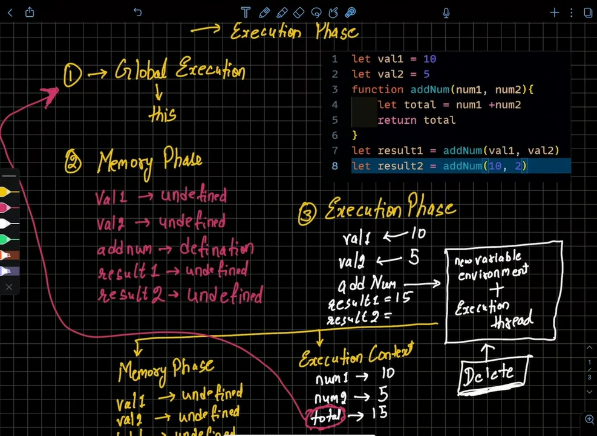 → Execution Phase
① → Global Execution
↓
this
1 let val1 = 10
2 let val2 = 5
3 function addNum(num1, num2){
4 let total = num1 +num2
5 return total
6 }
7 let result1 = addNum(val1, val2)
8 let result2 = addNum(10, 2)
② Memory Phase
val1 → undefined
val2 → undefined
addnum → defination
result1 → undefined
result2 → undefined
③ Execution Phase
val1 ← 10
val2 ← 5
add Num →
result1 = 15
result2 =
new variable
environment
+
Execution
thread
Delete
Memory Phase
val1 → undefined
val2 → undefined
Execution Context
num1 → 10
num2 → 5
total → 15
1/3